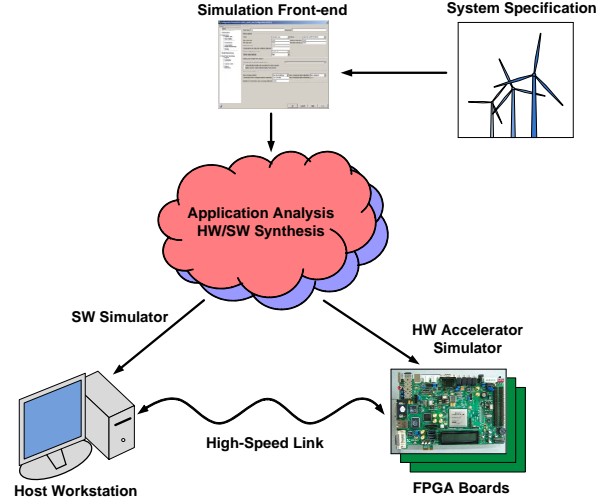 Simulation Front-end
System Specification
Application Analysis
HW/SW Synthesis
SW Simulator
HW Accelerator
Simulator
High-Speed Link
Host Workstation
FPGA Boards